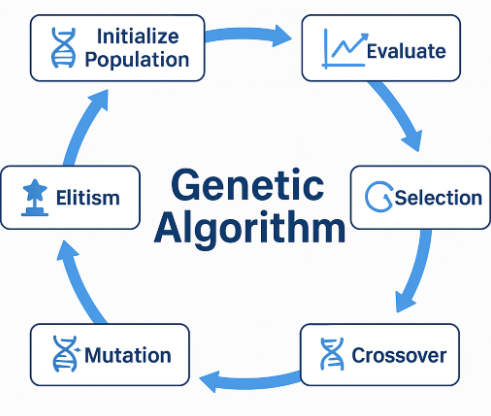 Initialize
Population
Evaluate
Genetic
Algorithm
Elitism
Selection
Mutation
Crossover